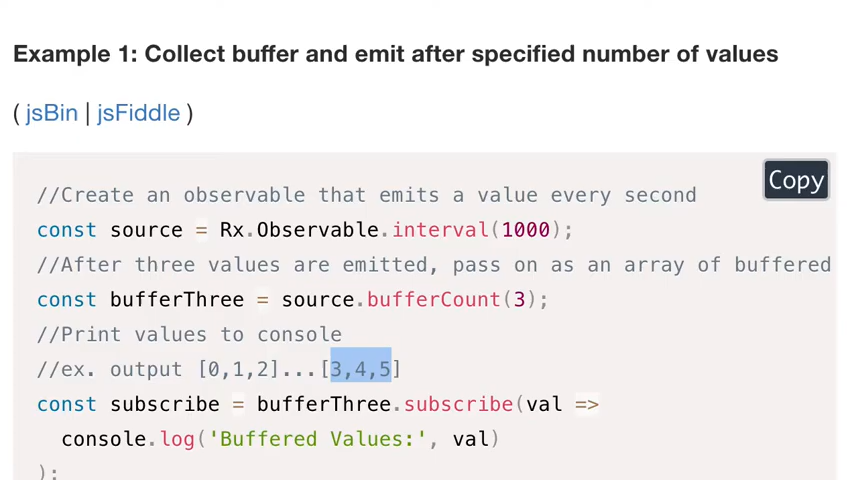 Example 1: Collect buffer and emit after specified number of values
( jsBin | jsFiddle )
Copy
//Create an observable that emits a value every second
const source = Rx.Observable.interval(1000);
//After three values are emitted, pass on as an array of buffered
const bufferThree = source.bufferCount(3);
//Print values to console
//ex. output [0,1,2]...[3,4,5]
const subscribe = bufferThree.subscribe(val =>
  console.log('Buffered Values:', val)
);